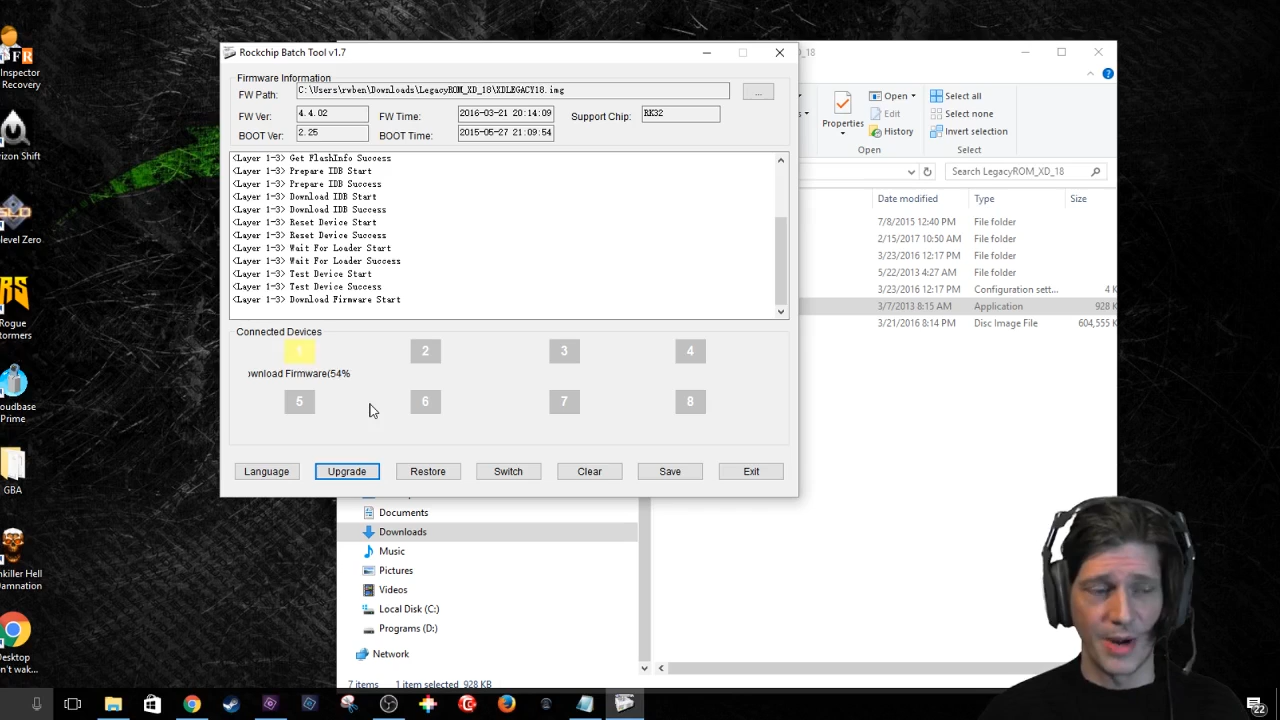 Inspector
Recovery
rizon Shift
level Zero
Rogue
tormers
loudbase
Prime
GBA
inkiller Hell
Damnation
Desktop
n't wak...
Rockchip Batch Tool v1.7
Firmware Information
FW Path: C:\Users\rwben\Downloads\LegacyROM_XD_18\XDLEGACY18.img ...
FW Ver: 4.4.02 FW Time: 2016-03-21 20:14:09 Support Chip: RK32
BOOT Ver: 2.25 BOOT Time: 2015-05-27 21:09:54
<Layer 1-3> Get FlashInfo Success
<Layer 1-3> Prepare IDB Start
<Layer 1-3> Prepare IDB Success
<Layer 1-3> Download IDB Start
<Layer 1-3> Download IDB Success
<Layer 1-3> Reset Device Start
<Layer 1-3> Reset Device Success
<Layer 1-3> Wait For Loader Start
<Layer 1-3> Wait For Loader Success
<Layer 1-3> Test Device Start
<Layer 1-3> Test Device Success
<Layer 1-3> Download Firmware Start
Connected Devices
1 2 3 4
ownload Firmware(54%
5 6 7 8
Language Upgrade Restore Switch Clear Save Exit
D_18
Properties
Open
Edit
History
Open
Select all
Select none
Invert selection
Select
Search LegacyROM_XD_18
Date modified Type Size
7/8/2015 12:40 PM File folder
2/15/2017 10:50 AM File folder
3/23/2016 12:17 PM File folder
5/22/2013 4:27 AM File folder
3/23/2016 12:17 PM Configuration sett... 4 K
3/7/2013 8:15 AM Application 928 K
3/21/2016 8:14 PM Disc Image File 604,555 K
Documents
Downloads
Music
Pictures
Videos
Local Disk (C:)
Programs (D:)
Network
7 items 1 item selected 928 KB
22